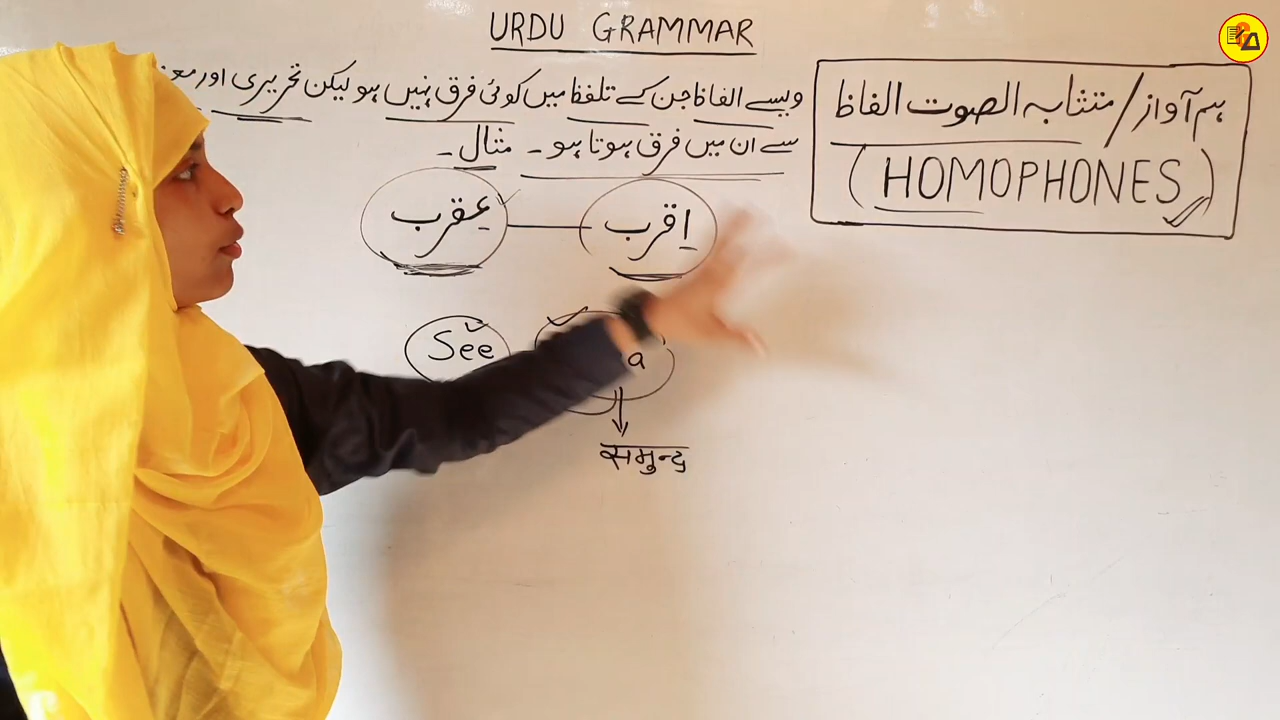 URDU GRAMMAR
ہم آواز / متشابہ الصوت الفاظ
(HOMOPHONES)
ویسے الفاظ جن کے تلفظ میں کوئی فرق نہیں ہو لیکن تحریری اور
سے ان میں فرق ہوتا ہو ۔ مثال ۔
اقرب — عقرب
See
समुन्द्र